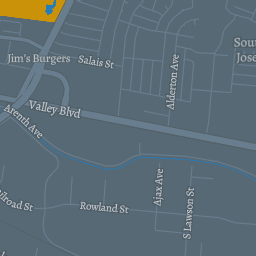 Jim's Burgers
Salais St
Alderton Ave
Valley Blvd
Arenth Ave
Ajax Ave
S Lawson St
Rowland St